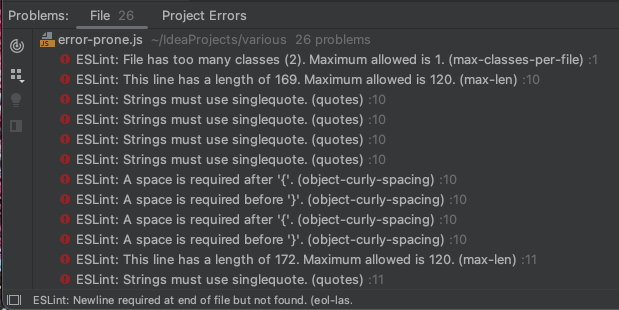 Problems: File 26 Project Errors
error-prone.js ~/IdeaProjects/various 26 problems
ESLint: File has too many classes (2). Maximum allowed is 1. (max-classes-per-file) :1
ESLint: This line has a length of 169. Maximum allowed is 120. (max-len) :10
ESLint: Strings must use singlequote. (quotes) :10
ESLint: Strings must use singlequote. (quotes) :10
ESLint: Strings must use singlequote. (quotes) :10
ESLint: Strings must use singlequote. (quotes) :10
ESLint: A space is required after '{'. (object-curly-spacing) :10
ESLint: A space is required before '}'. (object-curly-spacing) :10
ESLint: A space is required after '{'. (object-curly-spacing) :10
ESLint: A space is required before '}'. (object-curly-spacing) :10
ESLint: This line has a length of 172. Maximum allowed is 120. (max-len) :11
ESLint: Strings must use singlequote. (quotes) :11
ESLint: Newline required at end of file but not found. (eol-las.